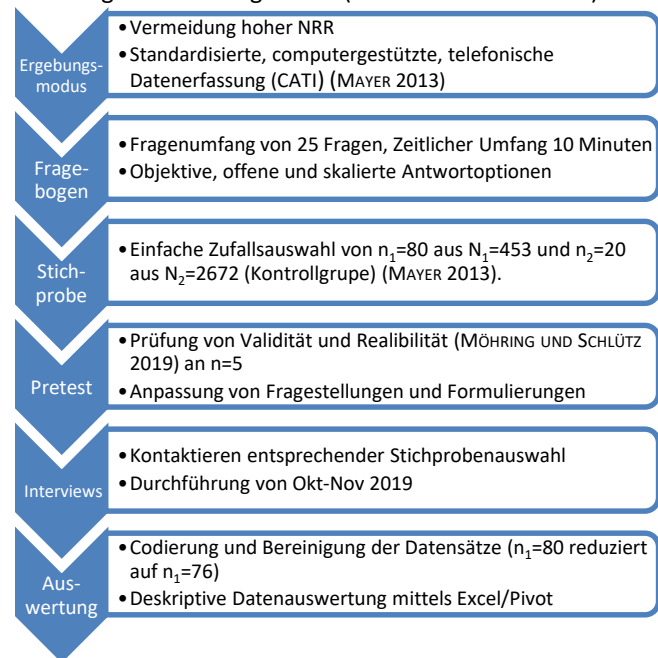 •Vermeidung hoher NRR
Ergebungs-
modus
•Standardisierte, computergestützte, telefonische
Datenerfassung (CATI) (MAYER 2013)
Frage-
bogen
•Fragenumfang von 25 Fragen, Zeitlicher Umfang 10 Minuten
•Objektive, offene und skalierte Antwortoptionen
Stich-
probe
•Einfache Zufallsauswahl von n₁=80 aus N₁=453 und n₂=20
aus N₂=2672 (Kontrollgrupe) (MAYER 2013).
Pretest
•Prüfung von Validität und Realibilität (MÖHRING UND SCHLÜTZ
2019) an n=5
•Anpassung von Fragestellungen und Formulierungen
Interviews
•Kontaktieren entsprechender Stichprobenauswahl
•Durchführung von Okt-Nov 2019
Aus-
wertung
•Codierung und Bereinigung der Datensätze (n₁=80 reduziert
auf n₁=76)
•Deskriptive Datenauswertung mittels Excel/Pivot